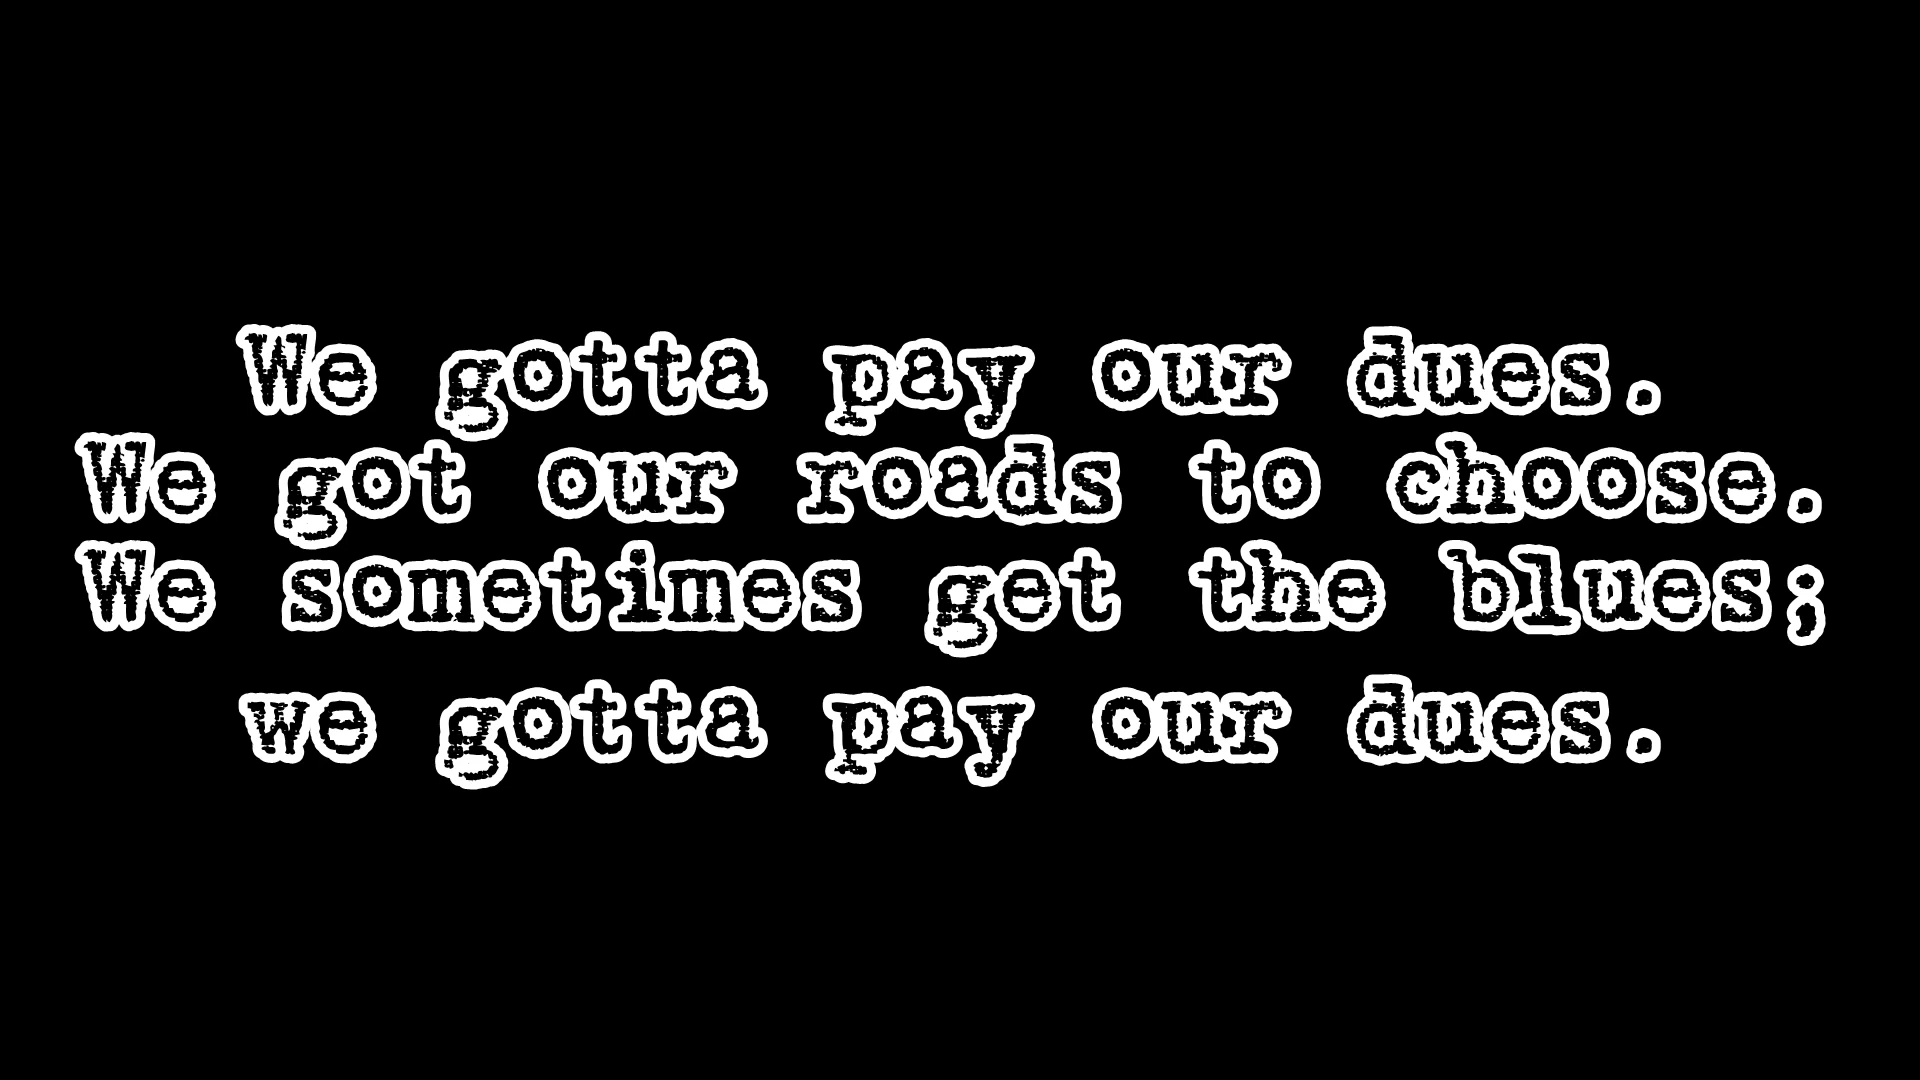 We gotta pay our dues.
We got our roads to choose.
We sometimes get the blues;
we gotta pay our dues.